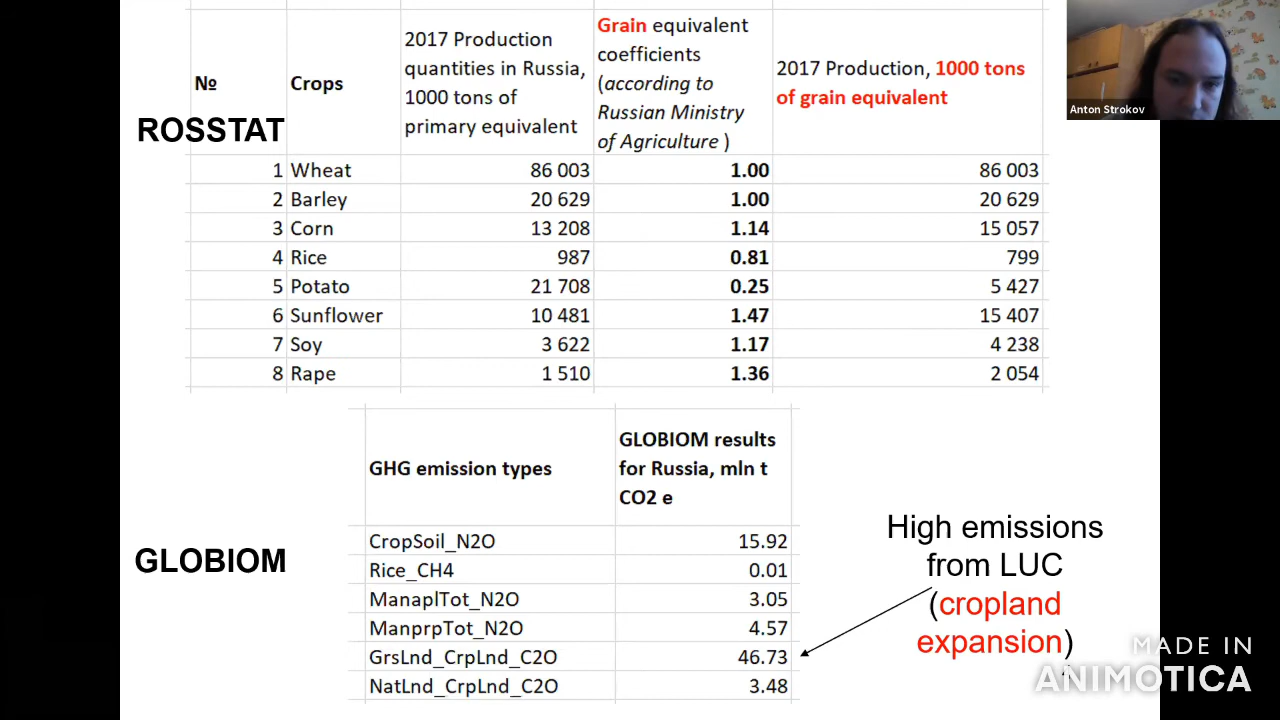 ROSSTAT
№ Crops 2017 Production quantities in Russia, 1000 tons of primary equivalent Grain equivalent coefficients (according to Russian Ministry of Agriculture ) 2017 Production, 1000 tons of grain equivalent
1 Wheat 86 003 1.00 86 003
2 Barley 20 629 1.00 20 629
3 Corn 13 208 1.14 15 057
4 Rice 987 0.81 799
5 Potato 21 708 0.25 5 427
6 Sunflower 10 481 1.47 15 407
7 Soy 3 622 1.17 4 238
8 Rape 1 510 1.36 2 054
GLOBIOM
GHG emission types GLOBIOM results for Russia, mln t CO2 e
CropSoil_N2O 15.92
Rice_CH4 0.01
ManaplTot_N2O 3.05
ManprpTot_N2O 4.57
GrsLnd_CrpLnd_C2O 46.73
NatLnd_CrpLnd_C2O 3.48
High emissions
from LUC
(cropland
expansion)
Anton Strokov
MADE IN
ANIMOTICA